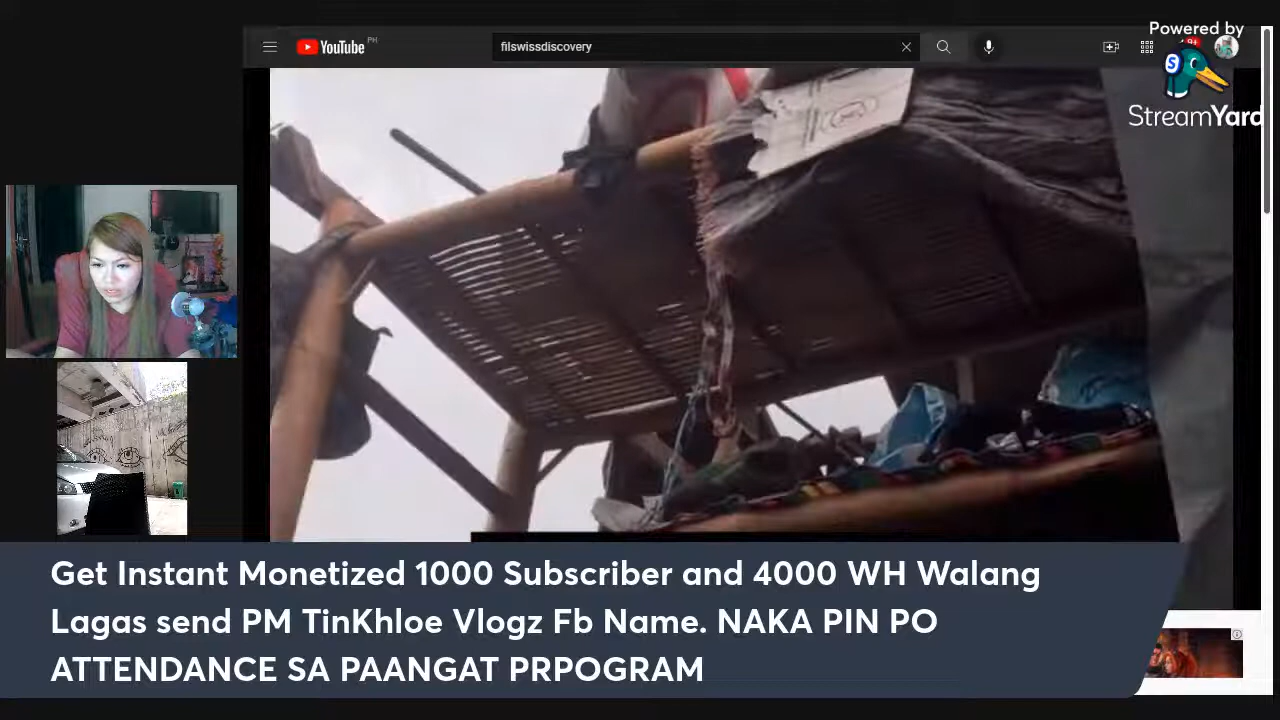 Powered by
StreamYard
YouTube PH
filswissdiscovery
9+
S
Get Instant Monetized 1000 Subscriber and 4000 WH Walang
Lagas send PM TinKhloe Vlogz Fb Name. NAKA PIN PO
ATTENDANCE SA PAANGAT PRPOGRAM